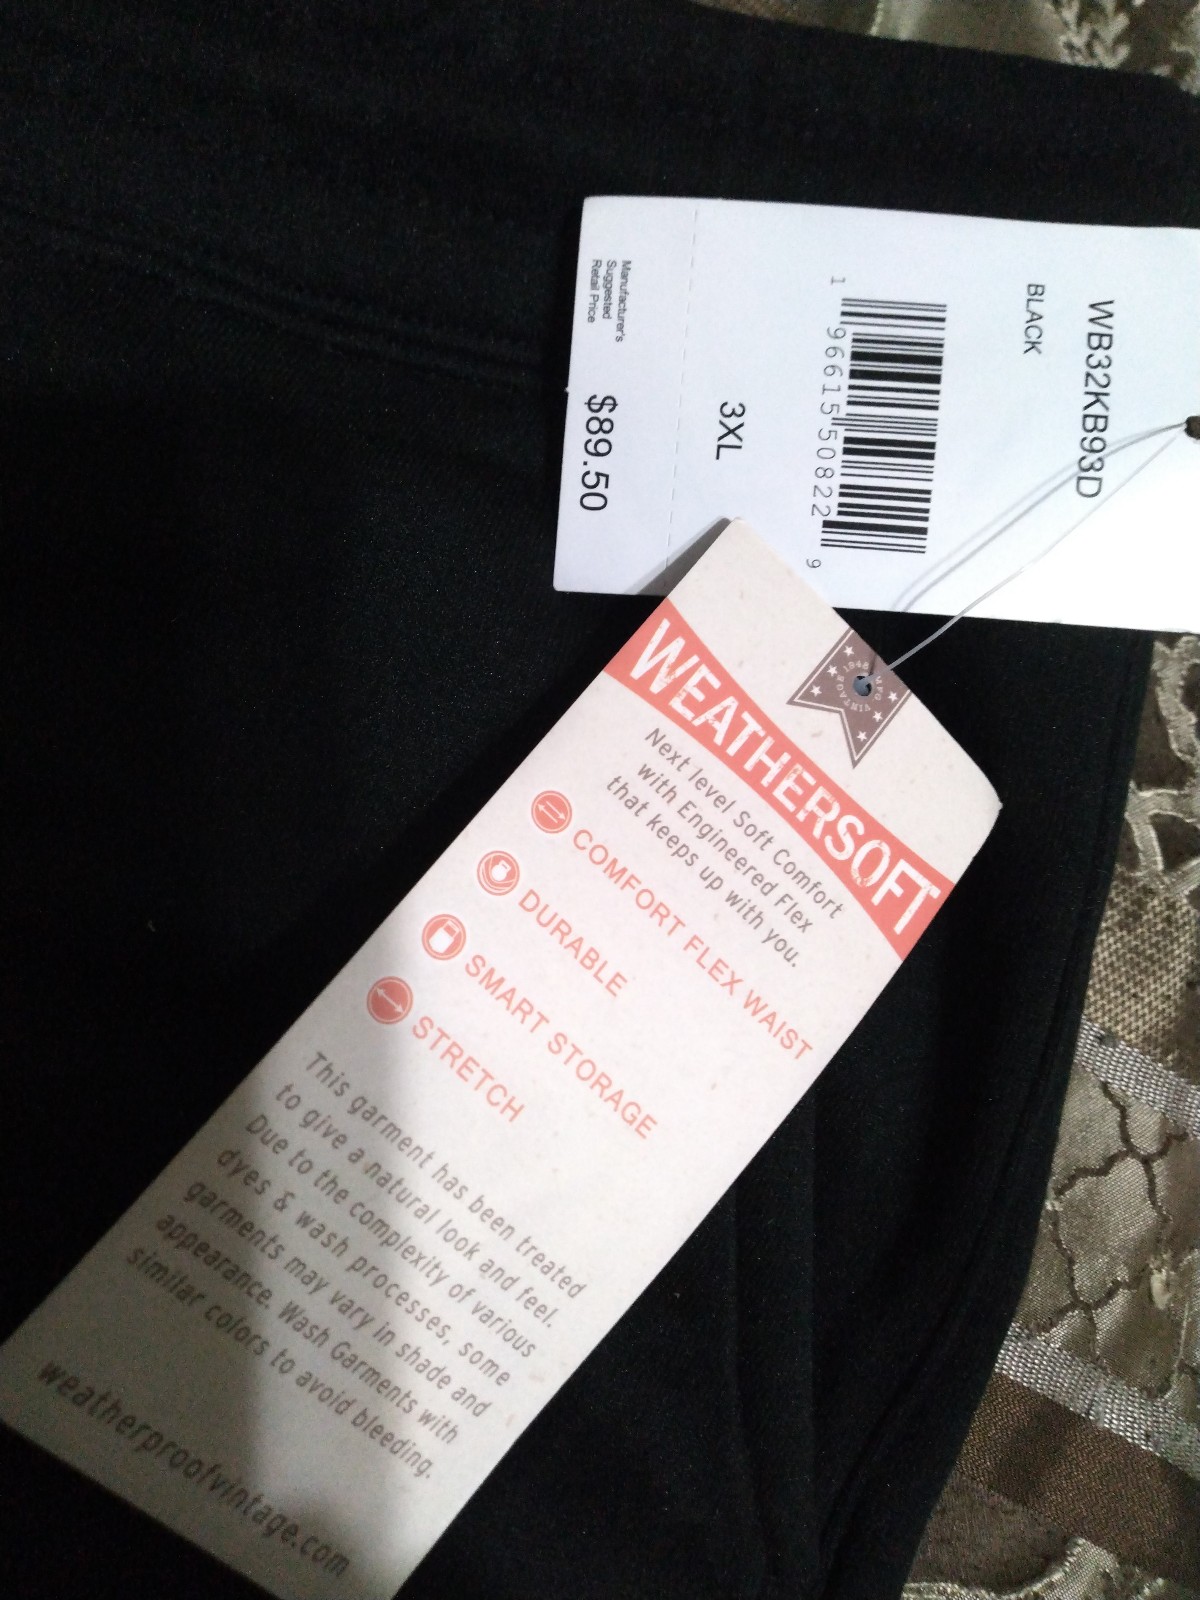 WB32KB93D
BLACK
1 96615 50822 9
3XL
Manufacturer's
Suggested
Retail Price
$89.50
WEATHERSOFT
Next level Soft Comfort
with Engineered Flex
that keeps up with you.
COMFORT FLEX WAIST
DURABLE
SMART STORAGE
STRETCH
This garment has been treated
to give a natural look and feel.
Due to the complexity of various
dyes & wash processes, some
garments may vary in shade and
appearance. Wash Garments with
similar colors to avoid bleeding.
weatherproofvintage.com